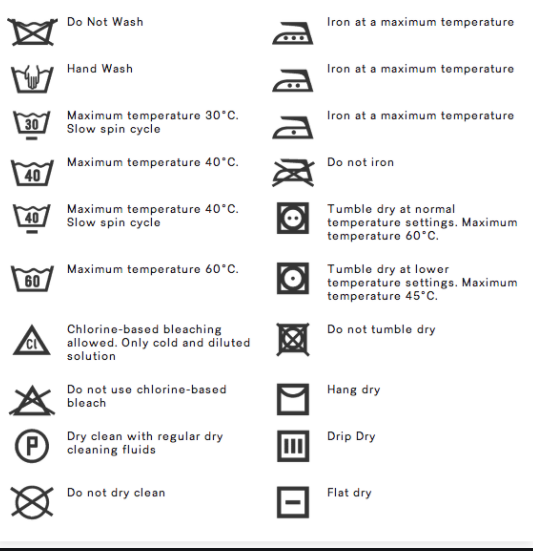 Do Not Wash
Hand Wash
30
Maximum temperature 30°C.
Slow spin cycle
40
Maximum temperature 40°C.
40
Maximum temperature 40°C.
Slow spin cycle
60
Maximum temperature 60°C.
Cl
Chlorine-based bleaching
allowed. Only cold and diluted
solution
Do not use chlorine-based
bleach
P
Dry clean with regular dry
cleaning fluids
Do not dry clean
Iron at a maximum temperature
Iron at a maximum temperature
Iron at a maximum temperature
Do not iron
Tumble dry at normal
temperature settings. Maximum
temperature 60°C.
Tumble dry at lower
temperature settings. Maximum
temperature 45°C.
Do not tumble dry
Hang dry
Drip Dry
Flat dry